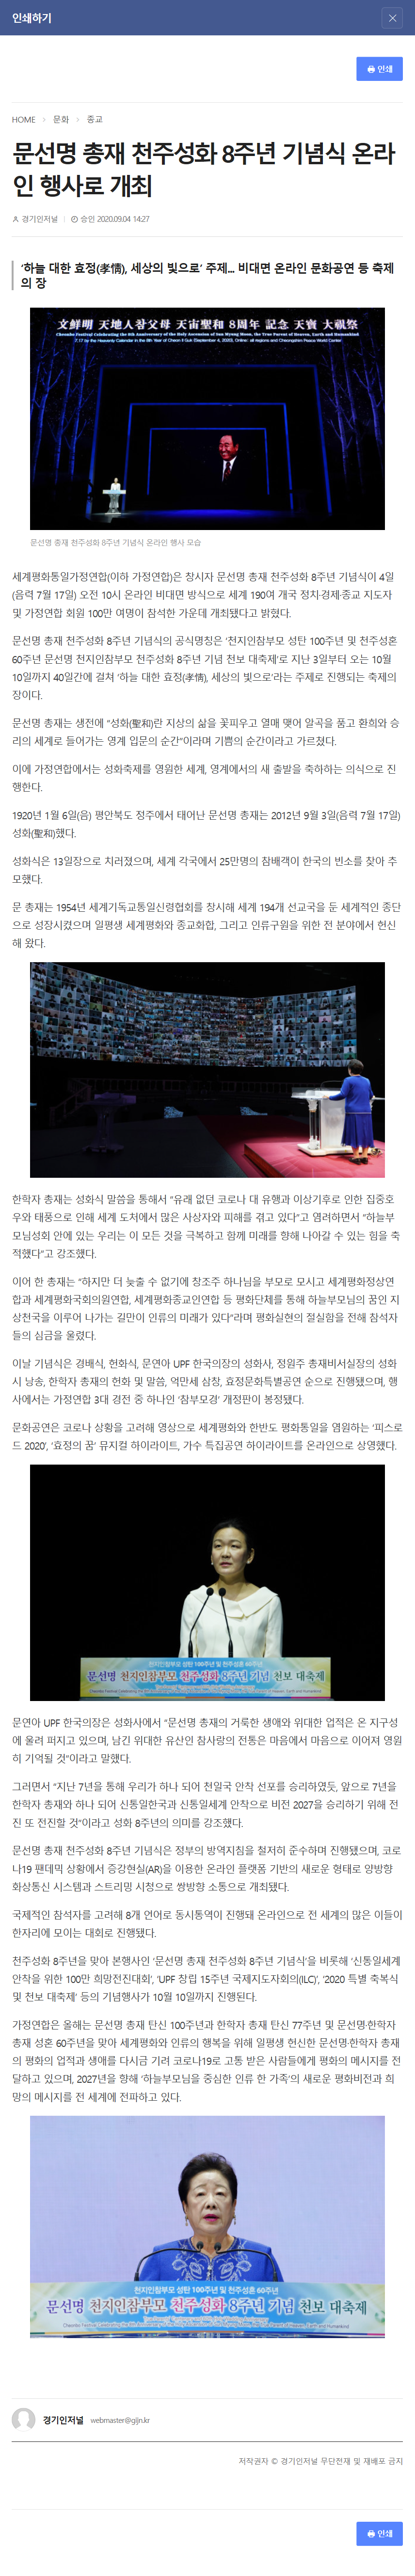 인쇄하기
인쇄
HOME > 문화 > 종교
문선명 총재 천주성화 8주년 기념식 온라
인 행사로 개최
경기인저널 | 승인 2020.09.04 14:27
‘하늘 대한 효정(孝情), 세상의 빛으로’ 주제... 비대면 온라인 문화공연 등 축제
의 장
文鮮明 天地人참父母 天宙聖和 8周年 記念 天寶 大祝祭
Cheonbo Festival Celebrating the 8th Anniversary of the Holy Ascension of Sun Myung Moon, the True Parent of Heaven, Earth and Humankind
7.17 by the Heavenly Calendar in the 8th Year of Cheon Il Guk (September 4, 2020), Online: all regions and Cheongshim Peace World Center
문선명 총재 천주성화 8주년 기념식 온라인 행사 모습
세계평화통일가정연합(이하 가정연합)은 창시자 문선명 총재 천주성화 8주년 기념식이 4일
(음력 7월 17일) 오전 10시 온라인 비대면 방식으로 세계 190여 개국 정치·경제·종교 지도자
및 가정연합 회원 100만 여명이 참석한 가운데 개최됐다고 밝혔다.
문선명 총재 천주성화 8주년 기념식의 공식명칭은 ‘천지인참부모 성탄 100주년 및 천주성혼
60주년 문선명 천지인참부모 천주성화 8주년 기념 천보 대축제’로 지난 3일부터 오는 10월
10일까지 40일간에 걸쳐 ‘하늘 대한 효정(孝情), 세상의 빛으로’라는 주제로 진행되는 축제의
장이다.
문선명 총재는 생전에 “성화(聖和)란 지상의 삶을 꽃피우고 열매 맺어 알곡을 품고 환희와 승
리의 세계로 들어가는 영계 입문의 순간”이라며 기쁨의 순간이라고 가르쳤다.
이에 가정연합에서는 성화축제를 영원한 세계, 영계에서의 새 출발을 축하하는 의식으로 진
행한다.
1920년 1월 6일(음) 평안북도 정주에서 태어난 문선명 총재는 2012년 9월 3일(음력 7월 17일)
성화(聖和)했다.
성화식은 13일장으로 치러졌으며, 세계 각국에서 25만명의 참배객이 한국의 빈소를 찾아 추
모했다.
문 총재는 1954년 세계기독교통일신령협회를 창시해 세계 194개 선교국을 둔 세계적인 종단
으로 성장시켰으며 일평생 세계평화와 종교화합, 그리고 인류구원을 위한 전 분야에서 헌신
해 왔다.
한학자 총재는 성화식 말씀을 통해서 “유래 없던 코로나 대 유행과 이상기후로 인한 집중호
우와 태풍으로 인해 세계 도처에서 많은 사상자와 피해를 겪고 있다”고 염려하면서 “하늘부
모님성회 안에 있는 우리는 이 모든 것을 극복하고 함께 미래를 향해 나아갈 수 있는 힘을 축
적했다”고 강조했다.
이어 한 총재는 “하지만 더 늦출 수 없기에 창조주 하나님을 부모로 모시고 세계평화정상연
합과 세계평화국회의원연합, 세계평화종교인연합 등 평화단체를 통해 하늘부모님의 꿈인 지
상천국을 이루어 나가는 길만이 인류의 미래가 있다”라며 평화실현의 절실함을 전해 참석자
들의 심금을 울렸다.
이날 기념식은 경배식, 헌화식, 문연아 UPF 한국의장의 성화사, 정원주 총재비서실장의 성화
시 낭송, 한학자 총재의 헌화 및 말씀, 억만세 삼창, 효정문화특별공연 순으로 진행됐으며, 행
사에서는 가정연합 3대 경전 중 하나인 ‘참부모경’ 개정판이 봉정됐다.
문화공연은 코로나 상황을 고려해 영상으로 세계평화와 한반도 평화통일을 염원하는 ‘피스로
드 2020’, ‘효정의 꿈’ 뮤지컬 하이라이트, 가수 특집공연 하이라이트를 온라인으로 상영했다.
천지인참부모 성탄 100주년 및 천주성혼 60주년
문선명 천지인참부모 천주성화 8주년 기념 천보 대축제
문연아 UPF 한국의장은 성화사에서 “문선명 총재의 거룩한 생애와 위대한 업적은 온 지구성
에 울려 퍼지고 있으며, 남긴 위대한 유산인 참사랑의 전통은 마음에서 마음으로 이어져 영원
히 기억될 것”이라고 말했다.
그러면서 “지난 7년을 통해 우리가 하나 되어 천일국 안착 선포를 승리하였듯, 앞으로 7년을
한학자 총재와 하나 되어 신통일한국과 신통일세계 안착으로 비전 2027을 승리하기 위해 전
진 또 전진할 것”이라고 성화 8주년의 의미를 강조했다.
문선명 총재 천주성화 8주년 기념식은 정부의 방역지침을 철저히 준수하며 진행됐으며, 코로
나19 팬데믹 상황에서 증강현실(AR)을 이용한 온라인 플랫폼 기반의 새로운 형태로 양방향
화상통신 시스템과 스트리밍 시청으로 쌍방향 소통으로 개최됐다.
국제적인 참석자를 고려해 8개 언어로 동시통역이 진행돼 온라인으로 전 세계의 많은 이들이
한자리에 모이는 대회로 진행됐다.
천주성화 8주년을 맞아 본행사인 ‘문선명 총재 천주성화 8주년 기념식’을 비롯해 ‘신통일세계
안착을 위한 100만 희망전진대회’, ‘UPF 창립 15주년 국제지도자회의(ILC)’, ‘2020 특별 축복식
및 천보 대축제’ 등의 기념행사가 10월 10일까지 진행된다.
가정연합은 올해는 문선명 총재 탄신 100주년과 한학자 총재 탄신 77주년 및 문선명·한학자
총재 성혼 60주년을 맞아 세계평화와 인류의 행복을 위해 일평생 헌신한 문선명·한학자 총재
의 평화의 업적과 생애를 다시금 기려 코로나19로 고통 받은 사람들에게 평화의 메시지를 전
달하고 있으며, 2027년을 향해 ‘하늘부모님을 중심한 인류 한 가족’의 새로운 평화비전과 희
망의 메시지를 전 세계에 전파하고 있다.
천지인참부모 성탄 100주년 및 천주성혼 60주년
문선명 천지인참부모 천주성화 8주년 기념 천보 대축제
경기인저널 webmaster@giijn.kr
저작권자 © 경기인저널 무단전재 및 재배포 금지
인쇄